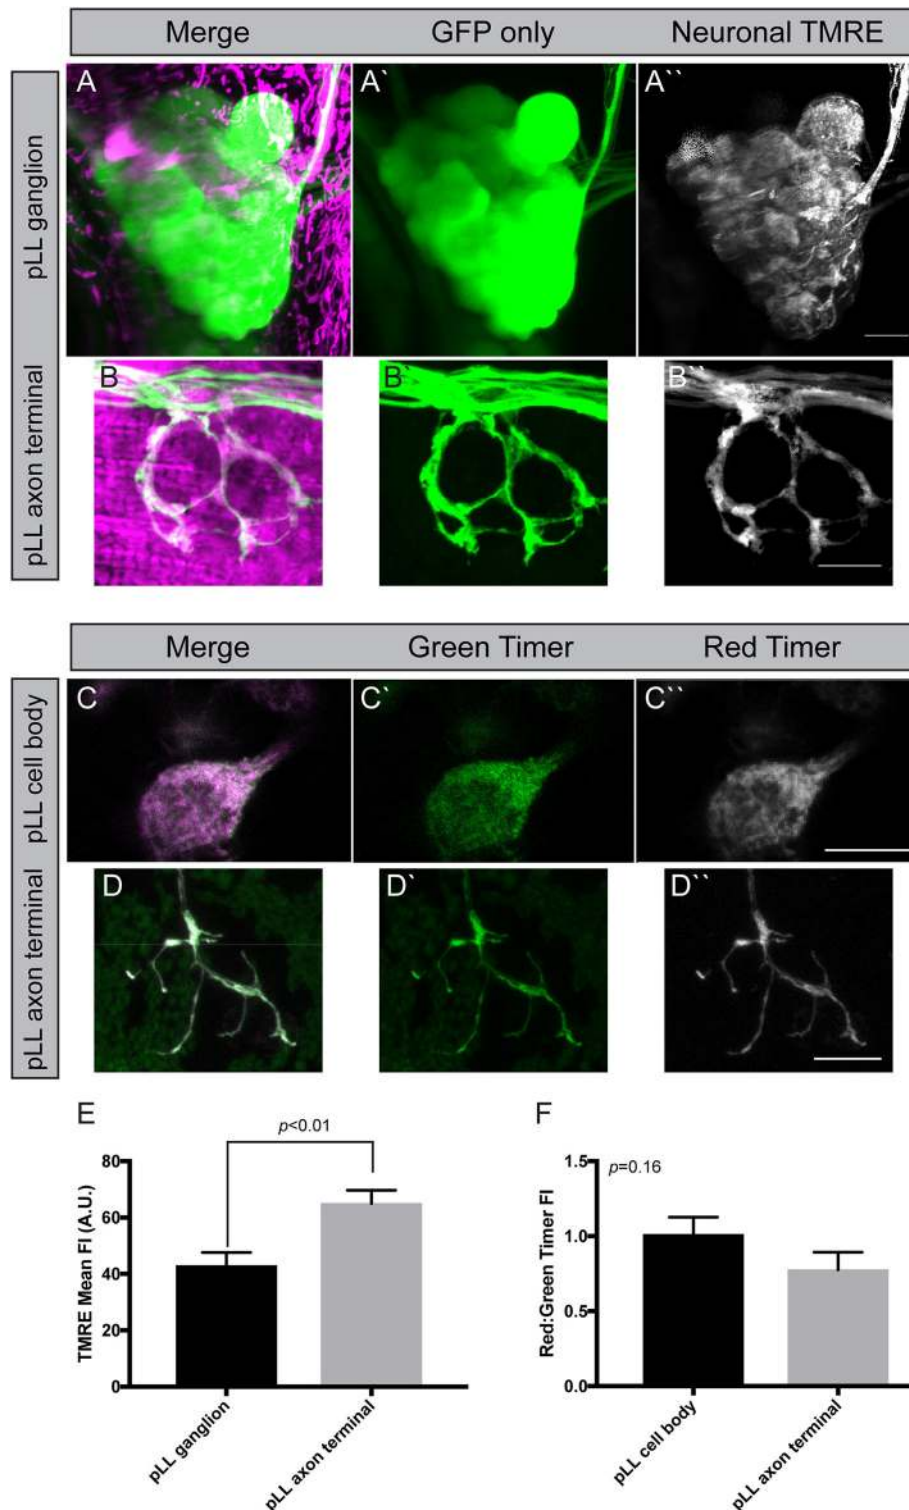 Merge GFP only Neuronal TMRE
pLL ganglion
A A` A``
pLL axon terminal
B B` B``
Merge Green Timer Red Timer
pLL cell body
C C` C``
pLL axon terminal
D D` D``
E
p<0.01
TMRE Mean FI (A.U.)
80
60
40
20
0
pLL ganglion
pLL axon terminal
F
p=0.16
Red:Green Timer FI
1.5
1.0
0.5
0.0
pLL cell body
pLL axon terminal